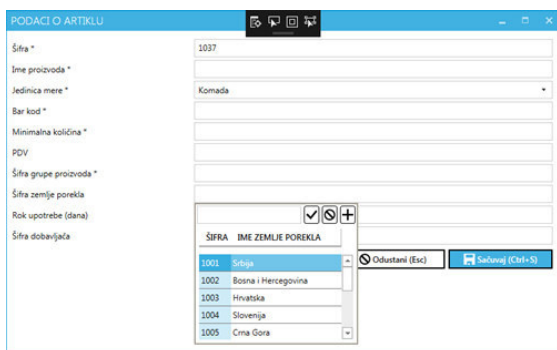 PODACI O ARTIKLU
Šifra * 1037
Ime proizvoda *
Jedinica mere * Komada
Bar kod *
Minimalna količina *
PDV
Šifra grupe proizvoda *
Šifra zemlje porekla
Rok upotrebe (dana)
Šifra dobavljača
ŠIFRA IME ZEMLJE POREKLA
1001 Srbija
1002 Bosna i Hercegovina
1003 Hrvatska
1004 Slovenija
1005 Crna Gora
Odustani (Esc) Sačuvaj (Ctrl+S)